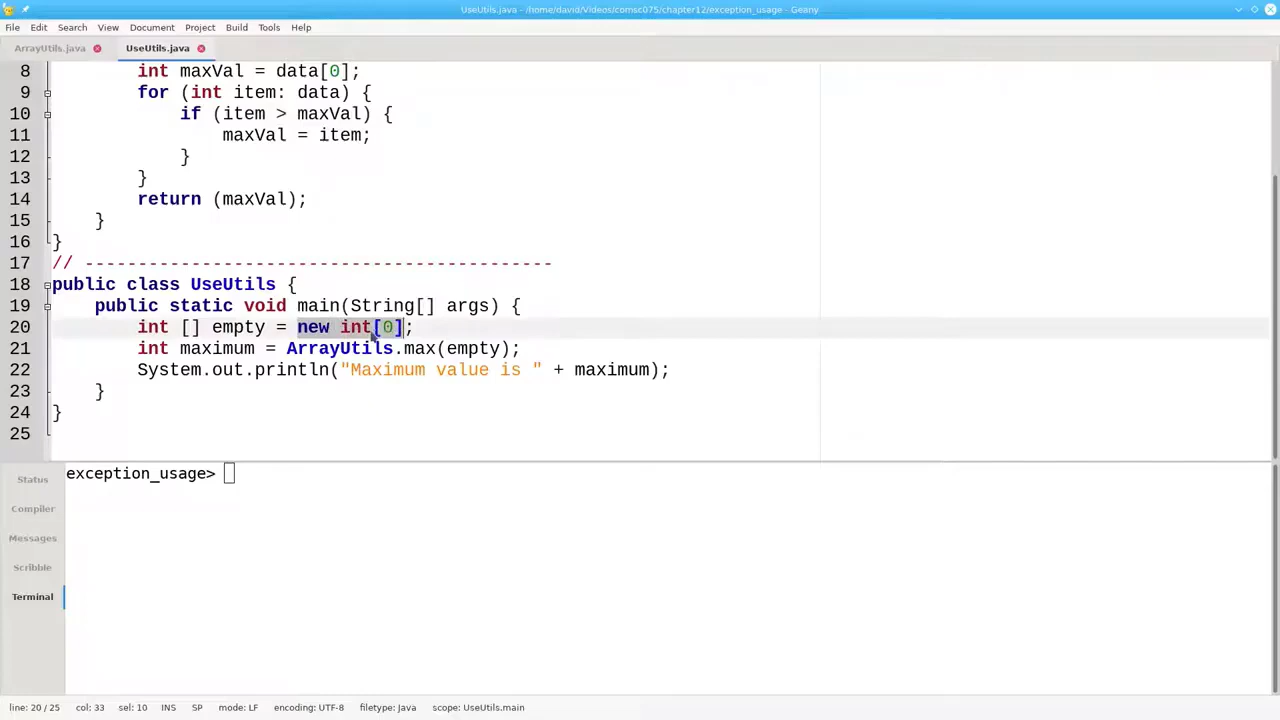 UseUtils.java - /home/david/Videos/comsc075/chapter12/exception_usage - Geany
File Edit Search View Document Project Build Tools Help
ArrayUtils.java UseUtils.java
8 int maxVal = data[0];
9 for (int item: data) {
10 if (item > maxVal) {
11 maxVal = item;
12 }
13 }
14 return (maxVal);
15 }
16 }
17 // --------------------------------------------
18 public class UseUtils {
19 public static void main(String[] args) {
20 int [] empty = new int[0];
21 int maximum = ArrayUtils.max(empty);
22 System.out.println("Maximum value is " + maximum);
23 }
24 }
25
Status
Compiler
Messages
Scribble
Terminal
exception_usage>
line: 20 / 25 col: 33 sel: 10 INS SP mode: LF encoding: UTF-8 filetype: Java scope: UseUtils.main